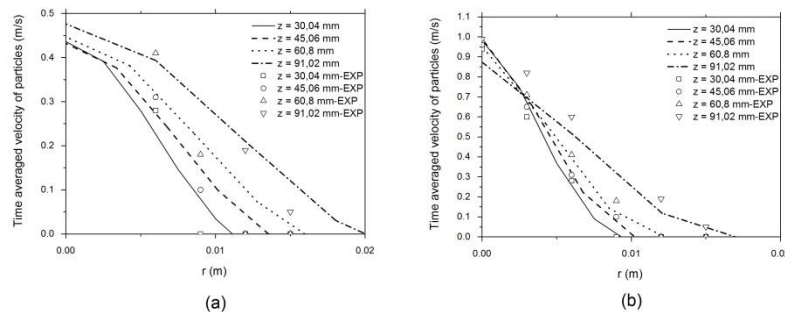 Time averaged velocity of particles (m/s)
0.5
0.4
0.3
0.2
0.1
0.0
z = 30,04 mm
z = 45,06 mm
z = 60,8 mm
z = 91,02 mm
z = 30,04 mm-EXP
z = 45,06 mm-EXP
z = 60,8 mm-EXP
z = 91,02 mm-EXP
0.00
0.01
0.02
r (m)
(a)
Time averaged velocity of particles (m/s)
1.1
1.0
0.9
0.8
0.7
0.6
0.5
0.4
0.3
0.2
0.1
0.0
z = 30,04 mm
z = 45,06 mm
z = 60,8 mm
z = 91,02 mm
z = 30,04 mm-EXP
z = 45,06 mm-EXP
z = 60,8 mm-EXP
z = 91,02 mm-EXP
0.00
0.01
0.02
r (m)
(b)